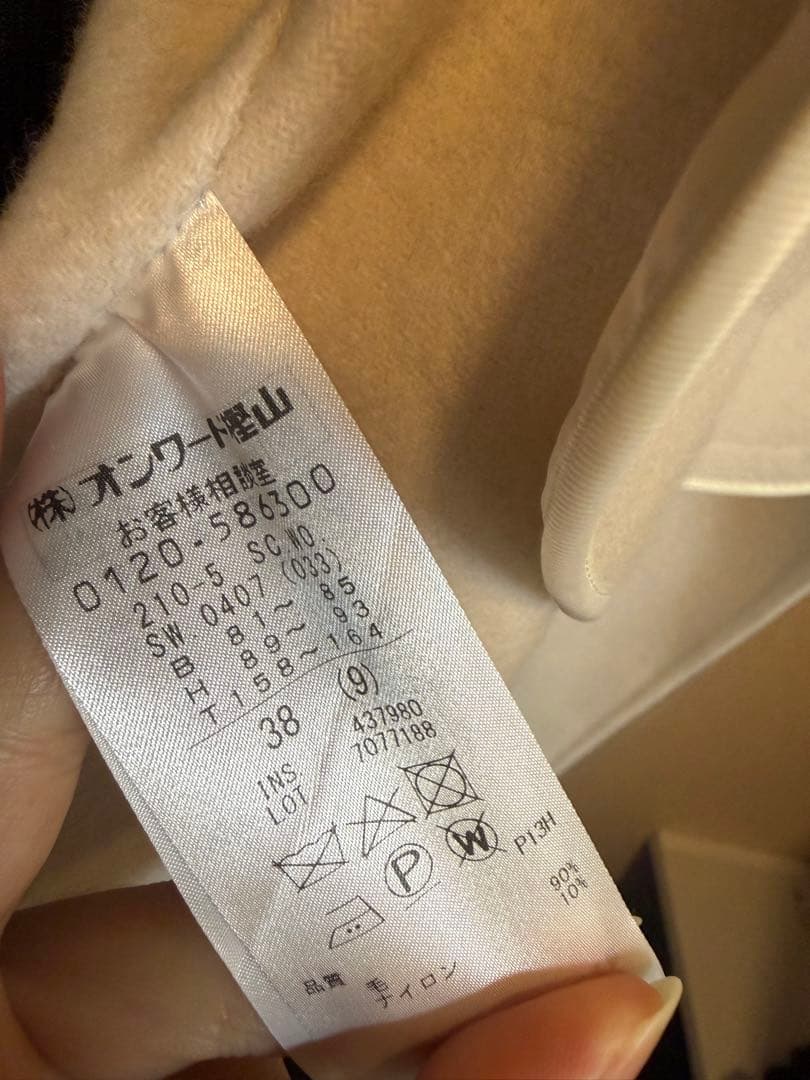 (株)オンワード樫山
お客様相談室
0120-586300
210-5 SC WO.
SW.0407 (033)
B 81~ 85
H 89~ 93
T158~164
38 (9)
INS 437980
LOT 7077188
P W P13H
品質 毛 90%
ナイロン 10%